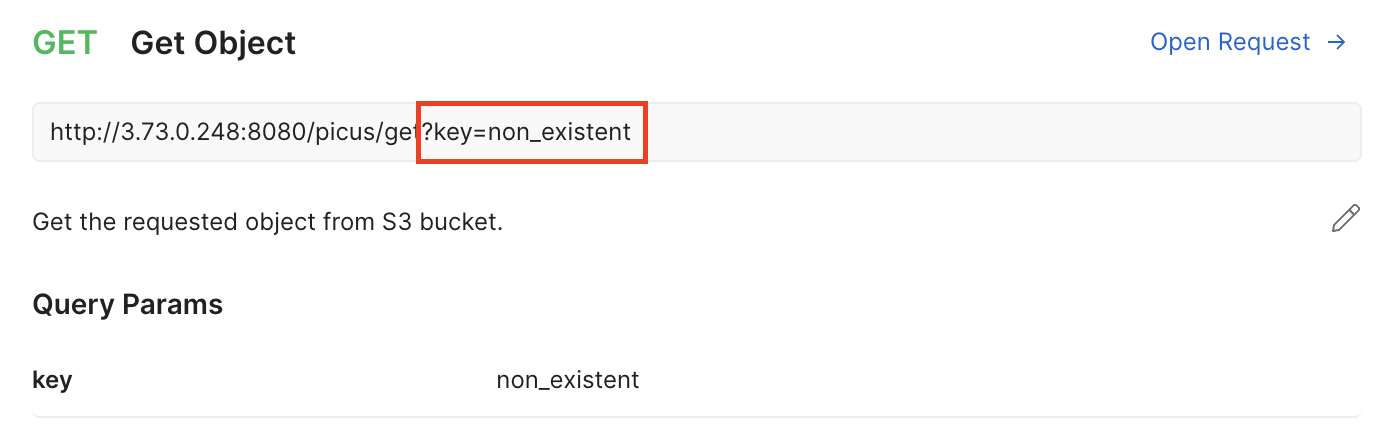 GET Get Object Open Request →
http://3.73.0.248:8080/picus/get?key=non_existent
Get the requested object from S3 bucket.
Query Params
key non_existent